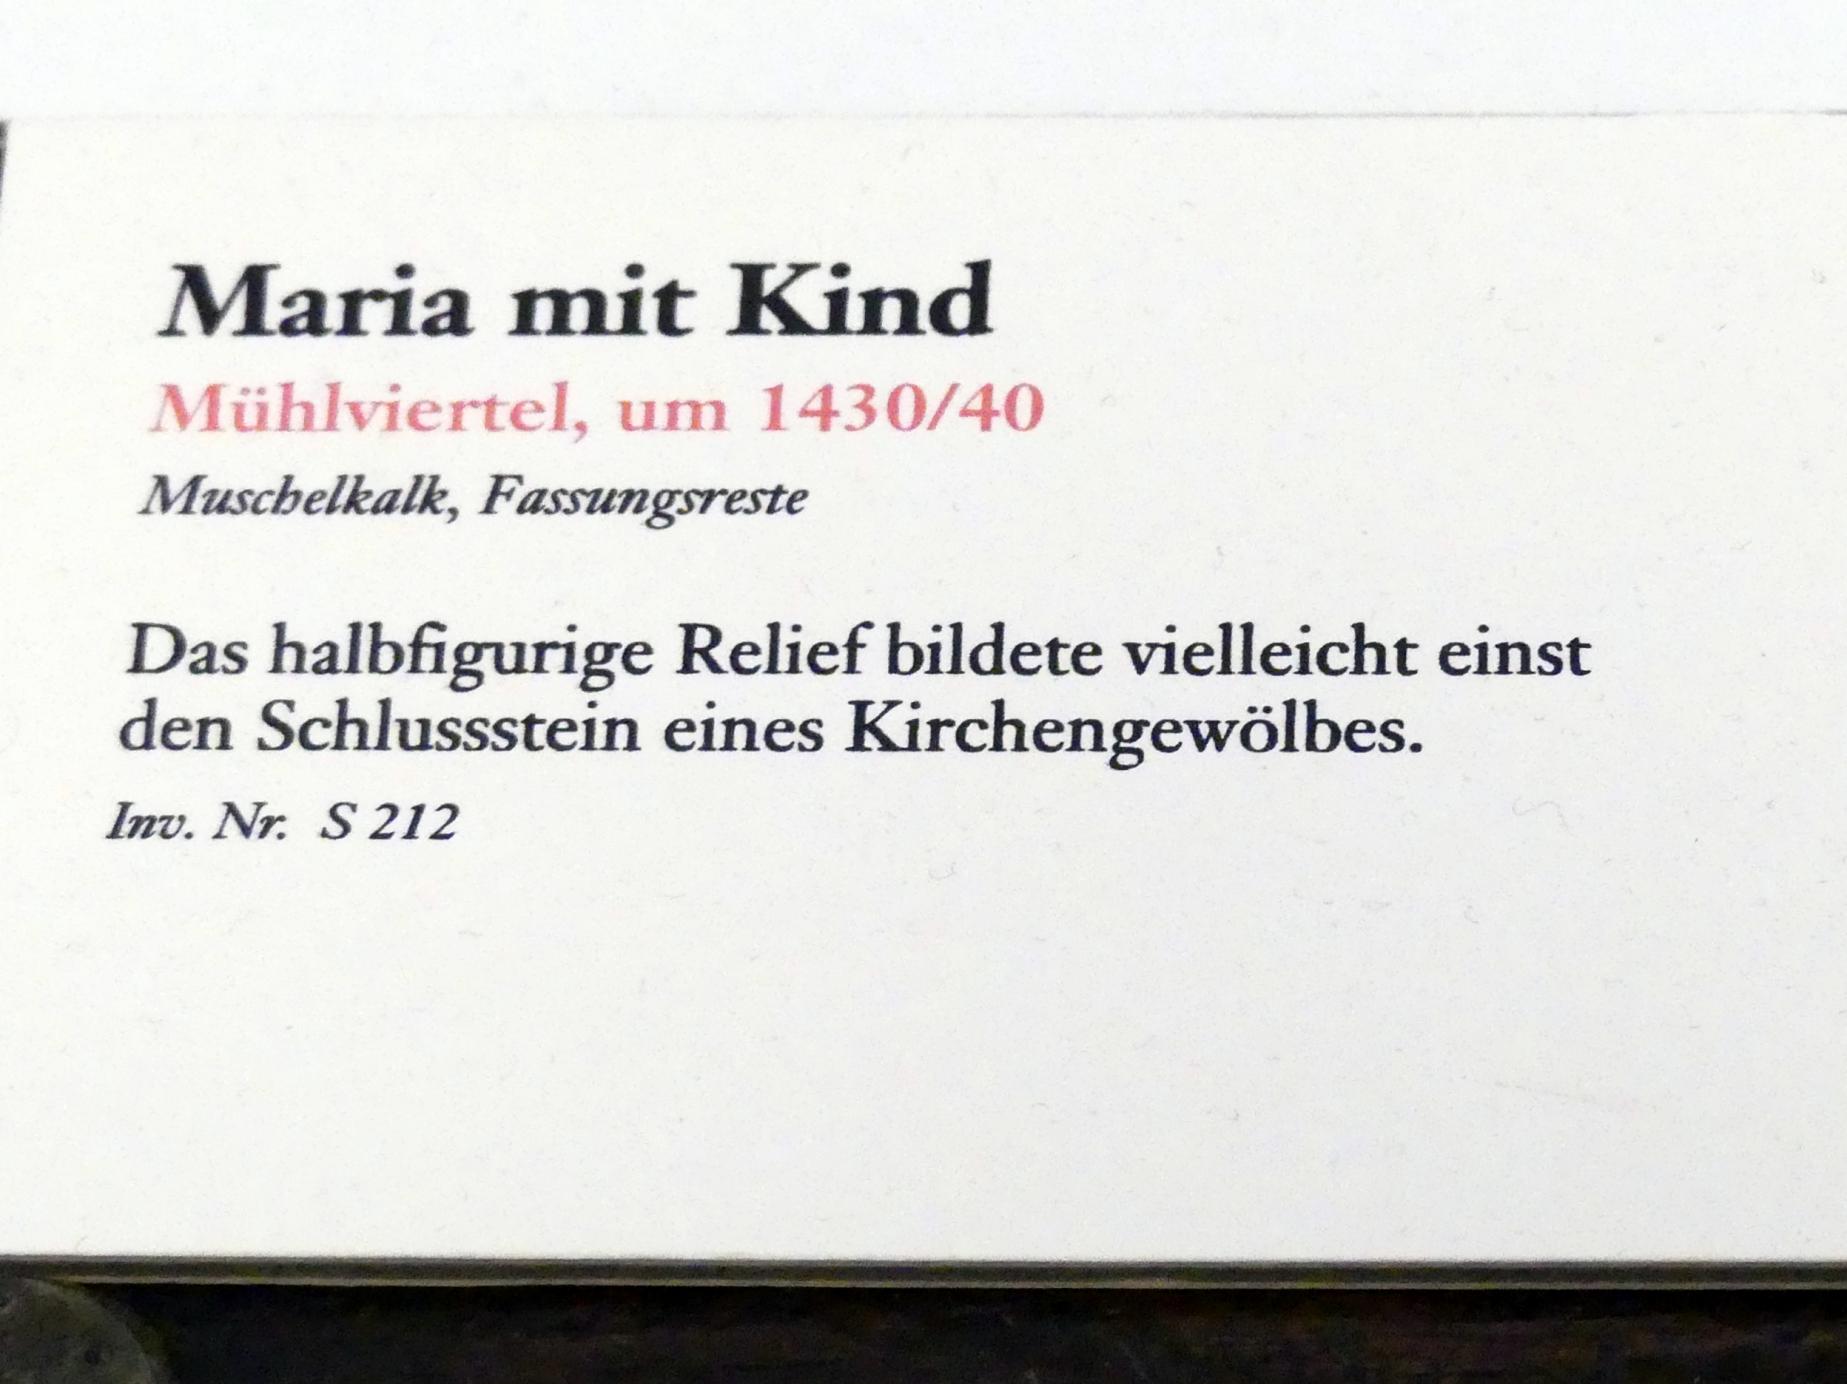 Maria mit Kind
Mühlviertel, um 1430/40
Muschelkalk, Fassungsreste
Das halbfigurige Relief bildete vielleicht einst
den Schlussstein eines Kirchengewölbes.
Inv. Nr. S 212